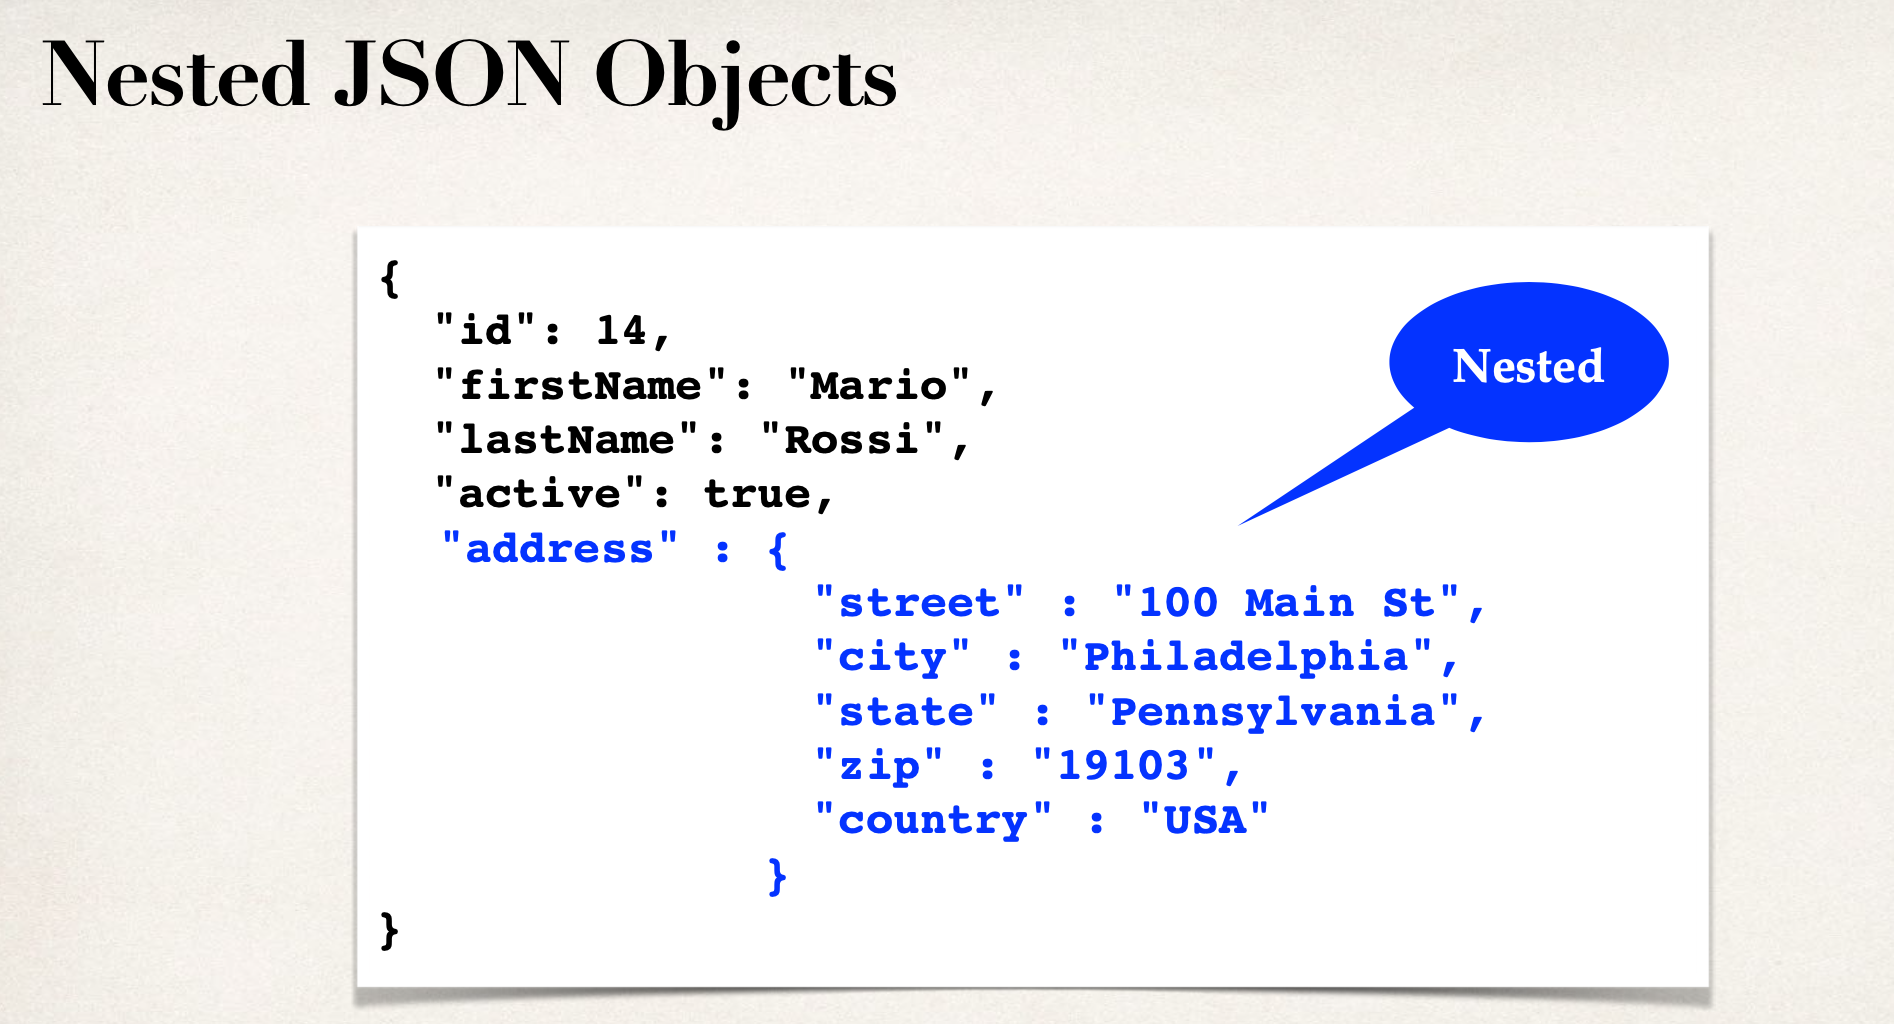 Nested JSON Objects
{
"id": 14,
"firstName": "Mario",
"lastName": "Rossi",
"active": true,
"address" : {
"street" : "100 Main St",
"city" : "Philadelphia",
"state" : "Pennsylvania",
"zip" : "19103",
"country" : "USA"
}
}
Nested